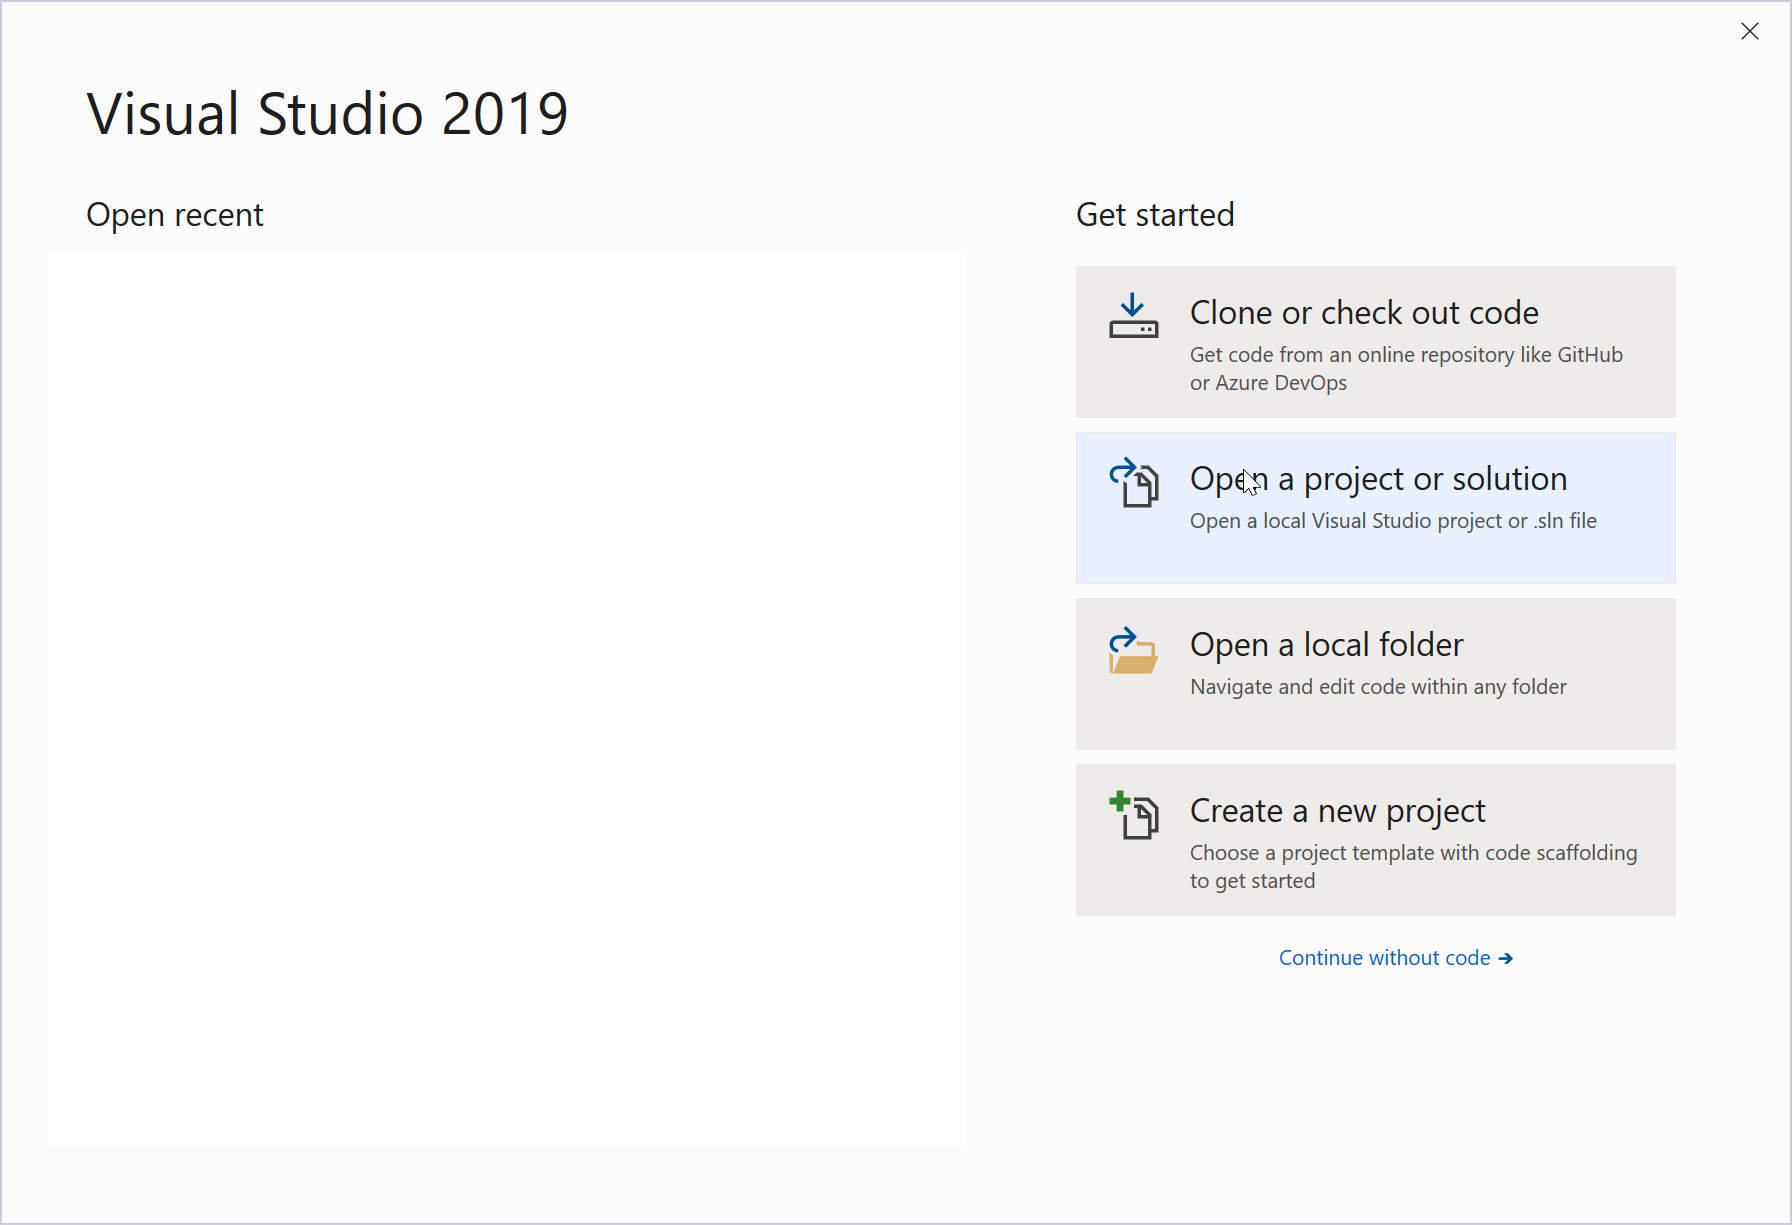 Visual Studio 2019
Open recent
Get started
Clone or check out code
Get code from an online repository like GitHub
or Azure DevOps
Open a project or solution
Open a local Visual Studio project or .sln file
Open a local folder
Navigate and edit code within any folder
Create a new project
Choose a project template with code scaffolding
to get started
Continue without code